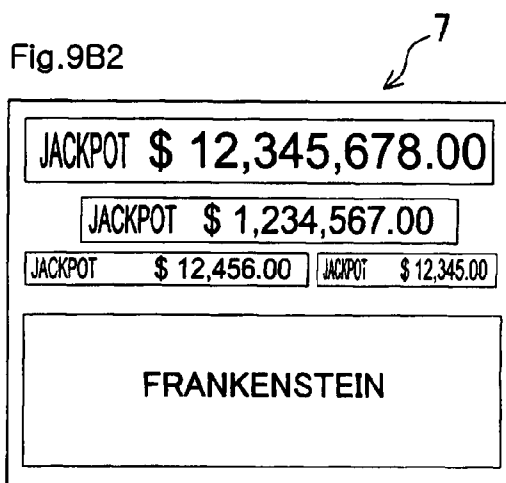 7
Fig.9B2
JACKPOT $ 12,345,678.00
JACKPOT $ 1,234,567.00
JACKPOT $ 12,456.00 JACKPOT $ 12,345.00
FRANKENSTEIN